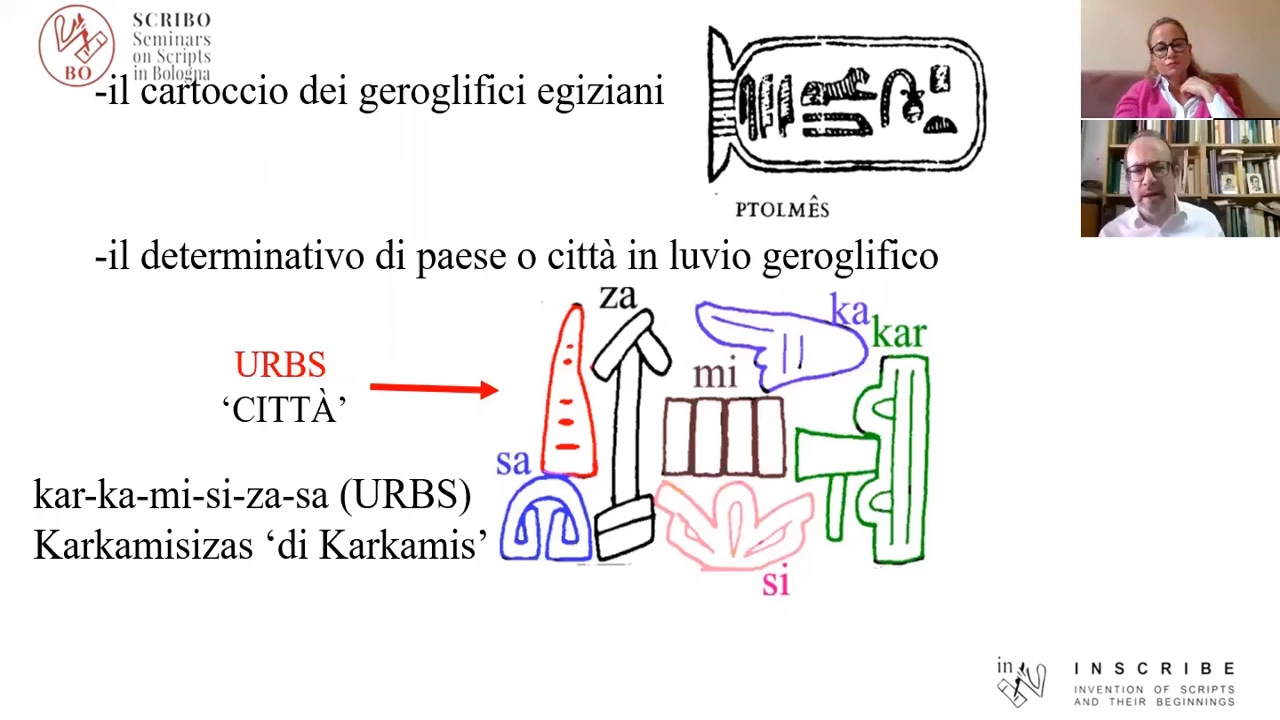 SCRIBO
Seminars
on Scripts
in Bologna
BO
-il cartoccio dei geroglifici egiziani
PTOLMÊS
-il determinativo di paese o città in luvio geroglifico
za
ka
kar
URBS
mi
‘CITTÀ’
sa
kar-ka-mi-si-za-sa (URBS)
Karkamisizas ‘di Karkamis’
si
in
INSCRIBE
INVENTION OF SCRIPTS
AND THEIR BEGINNINGS